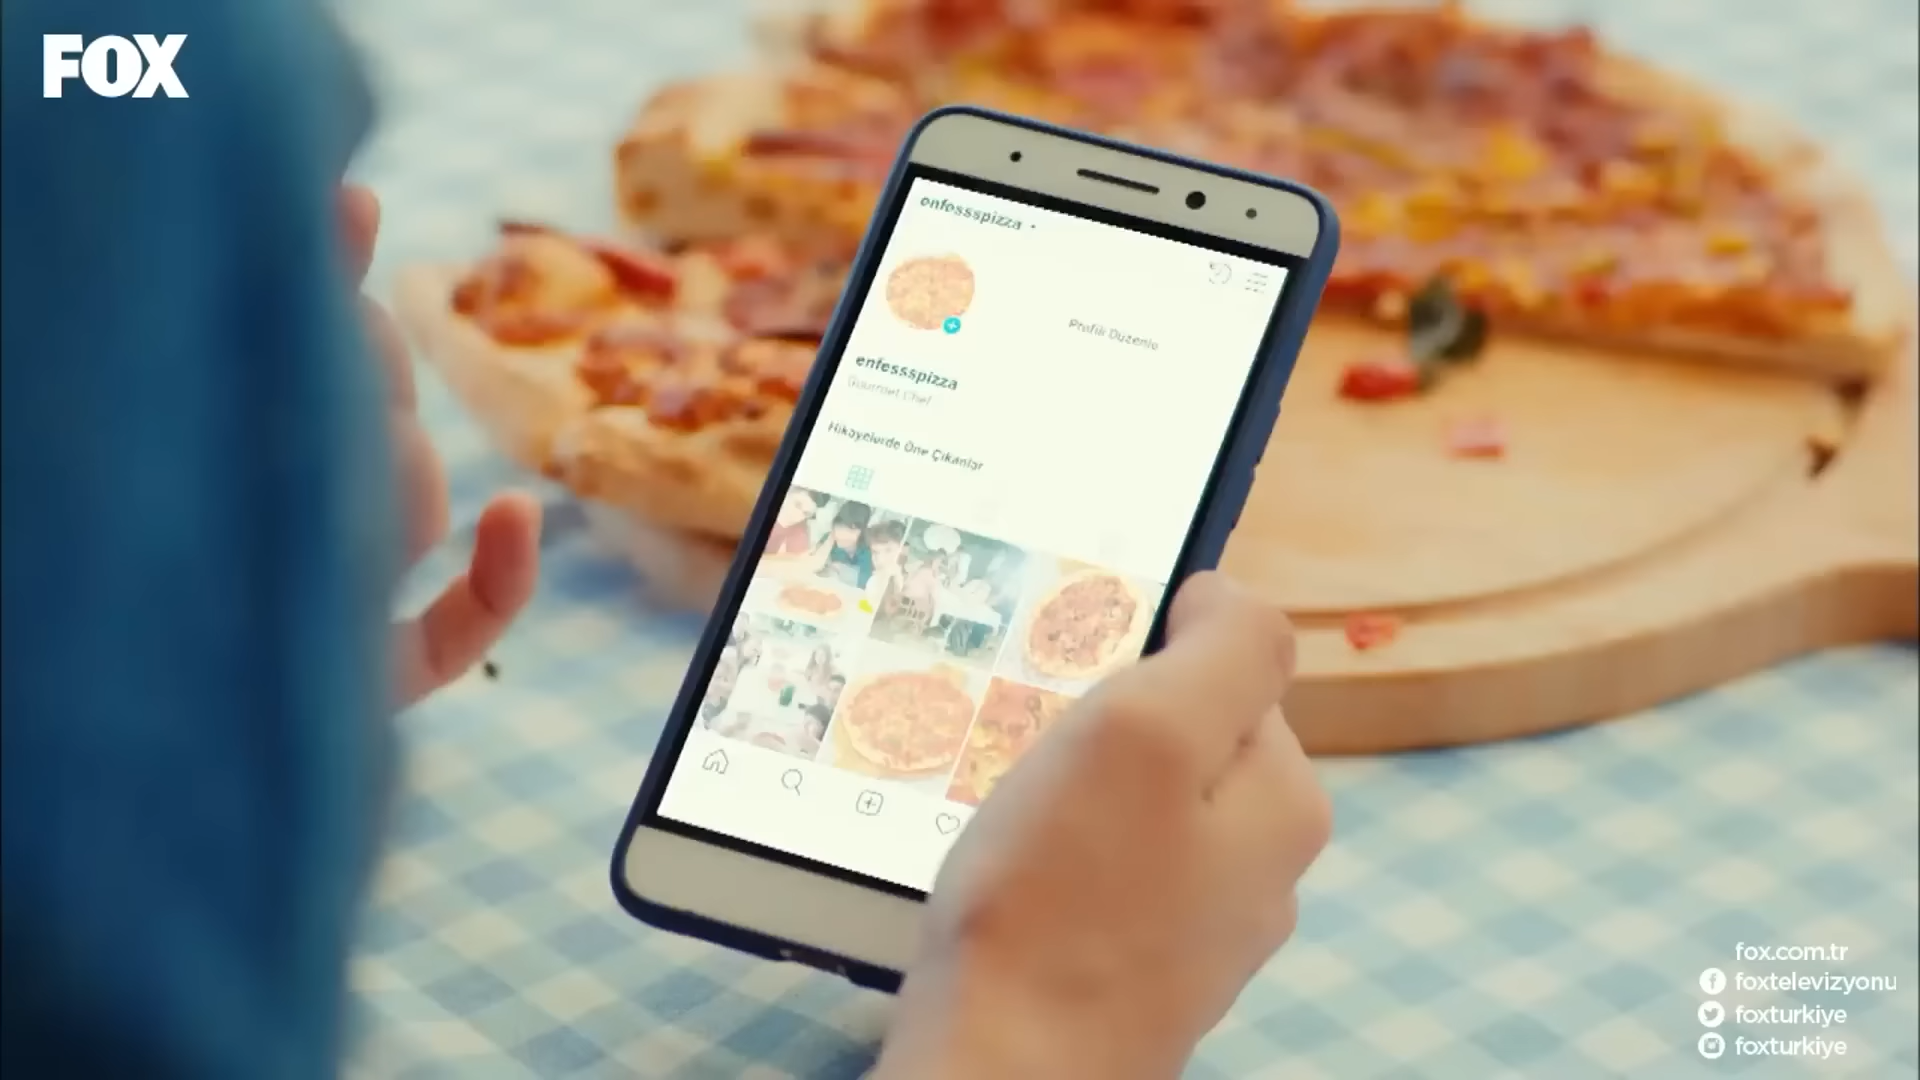 FOX
enfessspizza
Profili Düzenle
enfessspizza
Gourmet Chef
Hikayelerde Öne Çıkanlar
fox.com.tr
foxtelevizyonu
foxturkiye
foxturkiye